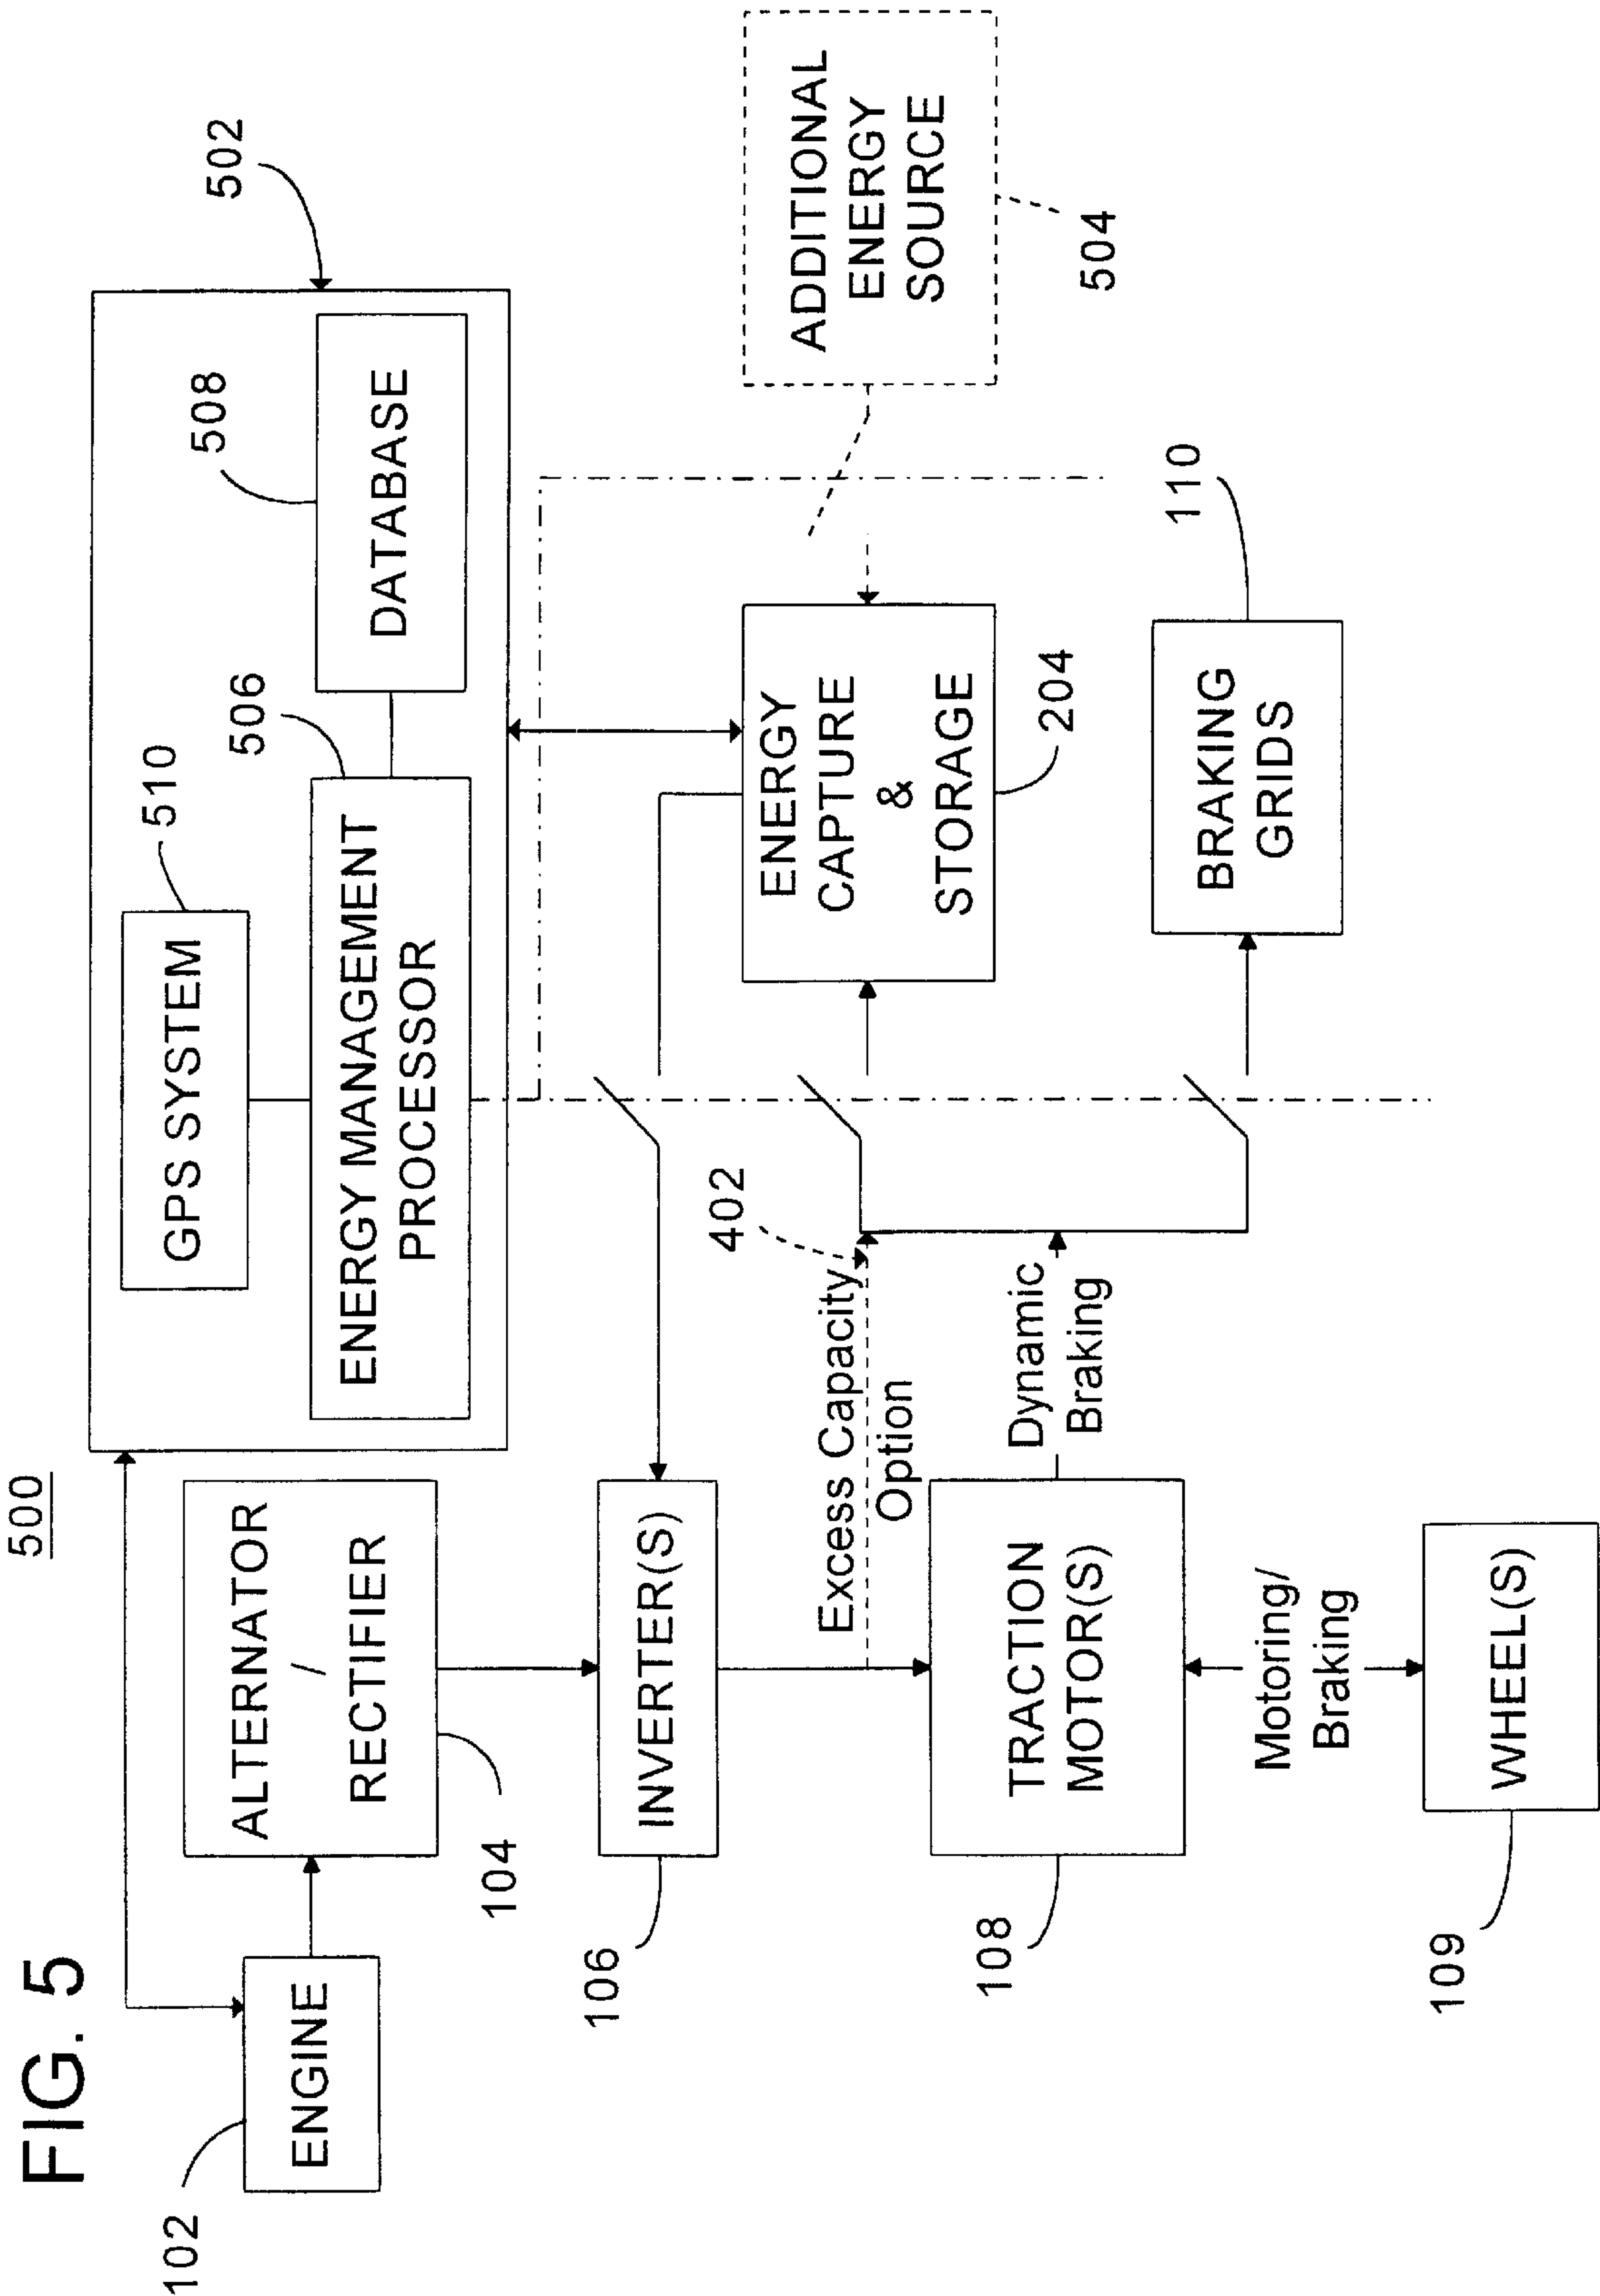 FIG. 5
500
502
510
GPS SYSTEM
506
508
ENERGY MANAGEMENT
PROCESSOR
DATABASE
102
ENGINE
ALTERNATOR
/
RECTIFIER
104
INVERTER(S)
106
402
Excess Capacity
Option
ENERGY
CAPTURE
&
STORAGE
204
ADDITIONAL
ENERGY
SOURCE
504
TRACTION
MOTOR(S)
108
Dynamic
Braking
BRAKING
GRIDS
110
Motoring/
Braking
WHEEL(S)
109